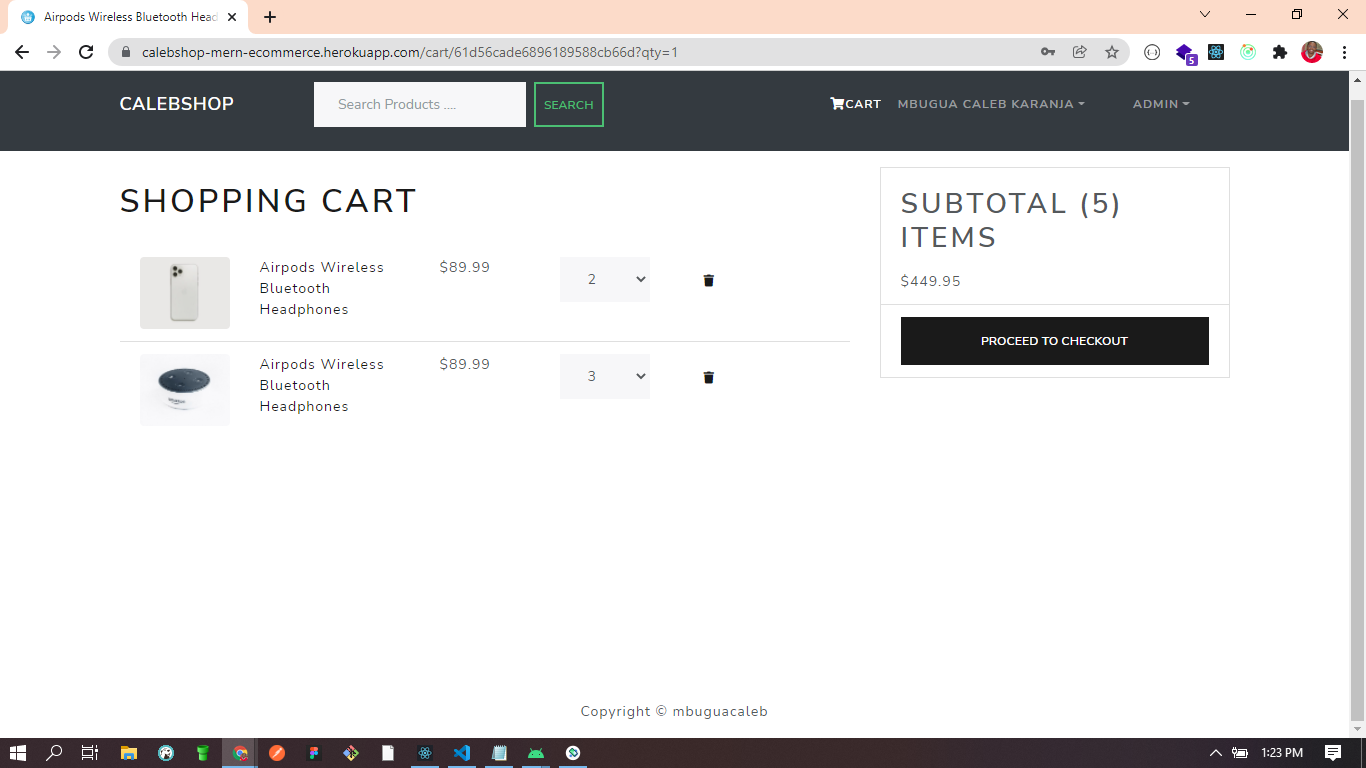 Airpods Wireless Bluetooth Head
calebshop-mern-ecommerce.herokuapp.com/cart/61d56cade6896189588cb66d?qty=1
5
CALEBSHOP
Search Products ....
SEARCH
CART
MBUGUA CALEB KARANJA
ADMIN
SHOPPING CART
Airpods Wireless
Bluetooth
Headphones
$89.99
2
Airpods Wireless
Bluetooth
Headphones
$89.99
3
SUBTOTAL (5)
ITEMS
$449.95
PROCEED TO CHECKOUT
Copyright © mbuguacaleb
1:23 PM